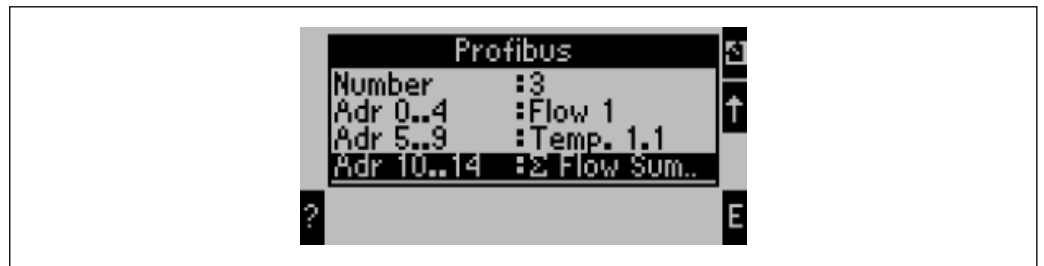 Profibus
Number :3
Adr 0..4 :Flow 1
Adr 5..9 :Temp. 1.1
Adr 10..14 :Σ Flow Sum..
↑
? E